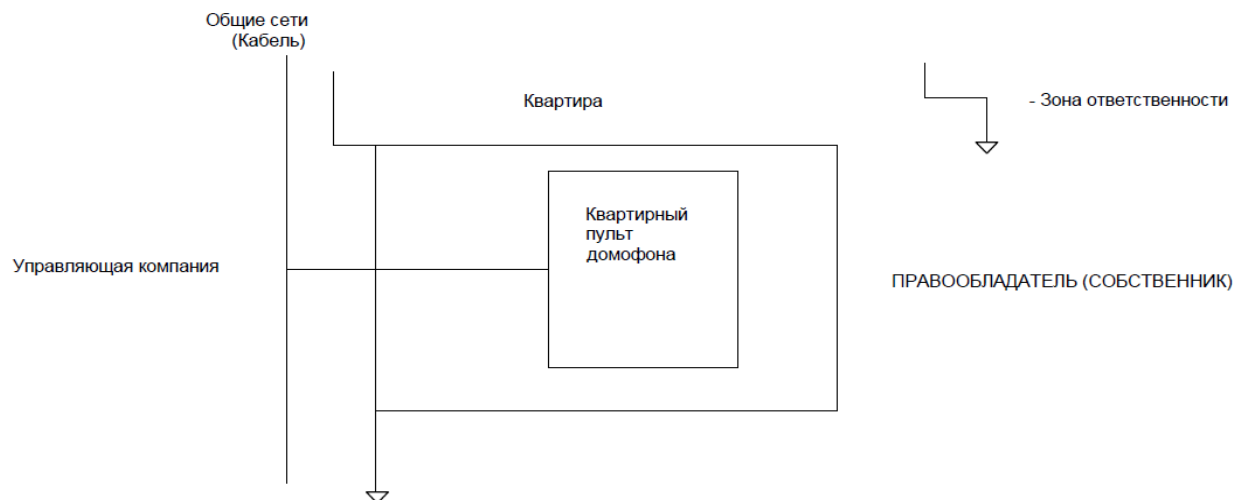 Общие сети
(Кабель)
Квартира
- Зона ответственности
Квартирный
пульт
домофона
Управляющая компания
ПРАВООБЛАДАТЕЛЬ (СОБСТВЕННИК)